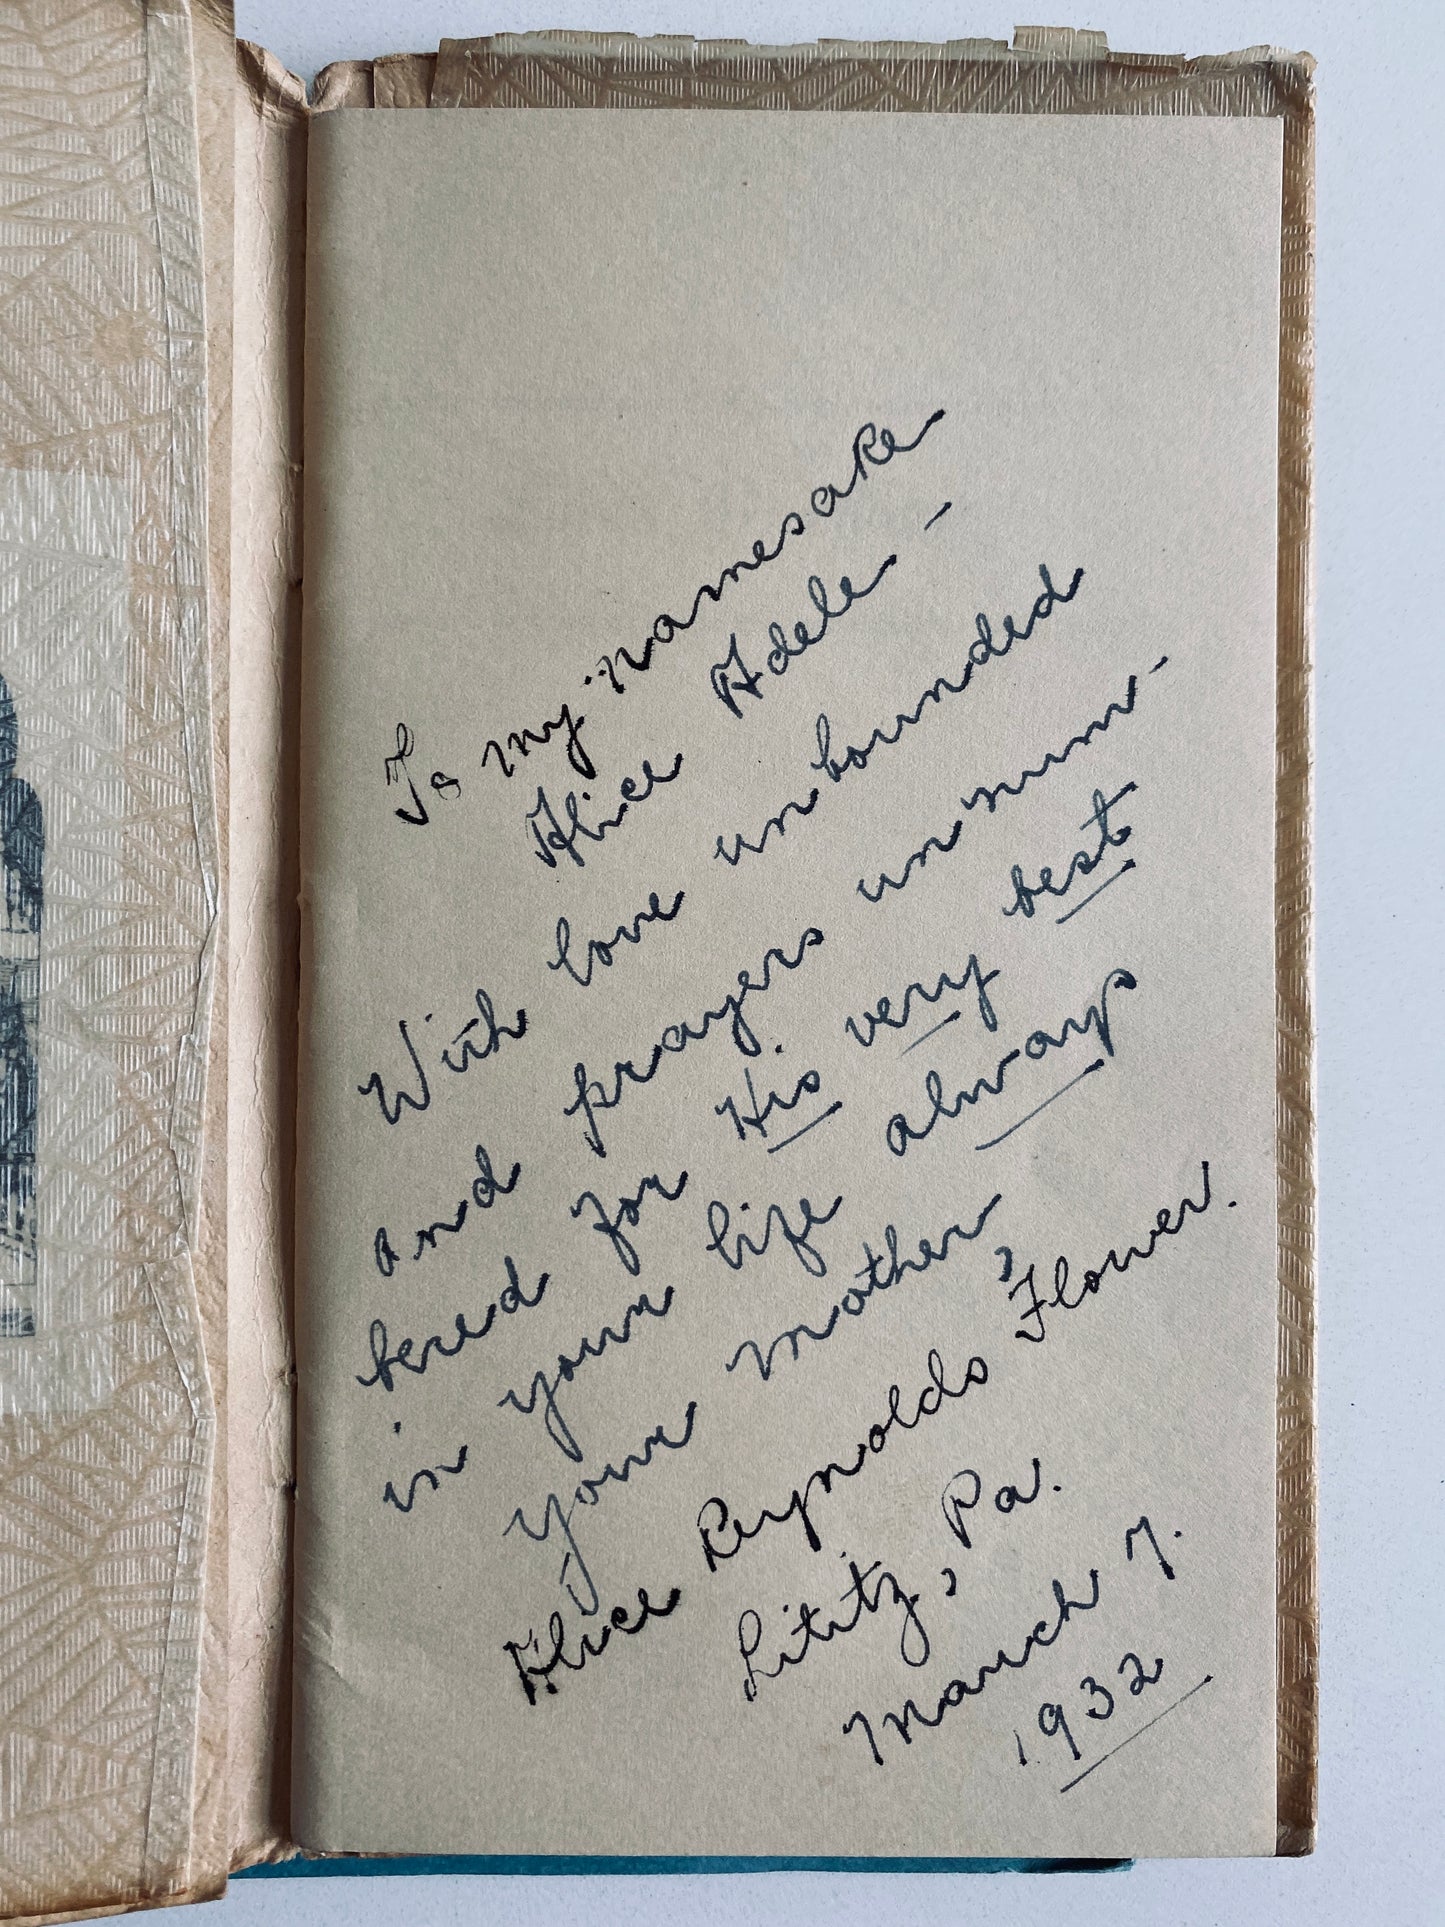 To my namesake
Alice Adele –
With love unbounded
and prayers unnum-
bered for His very best
in your life always
your mother,
Alice Reynolds Flower.
Lititz, Pa.
March 7.
1932